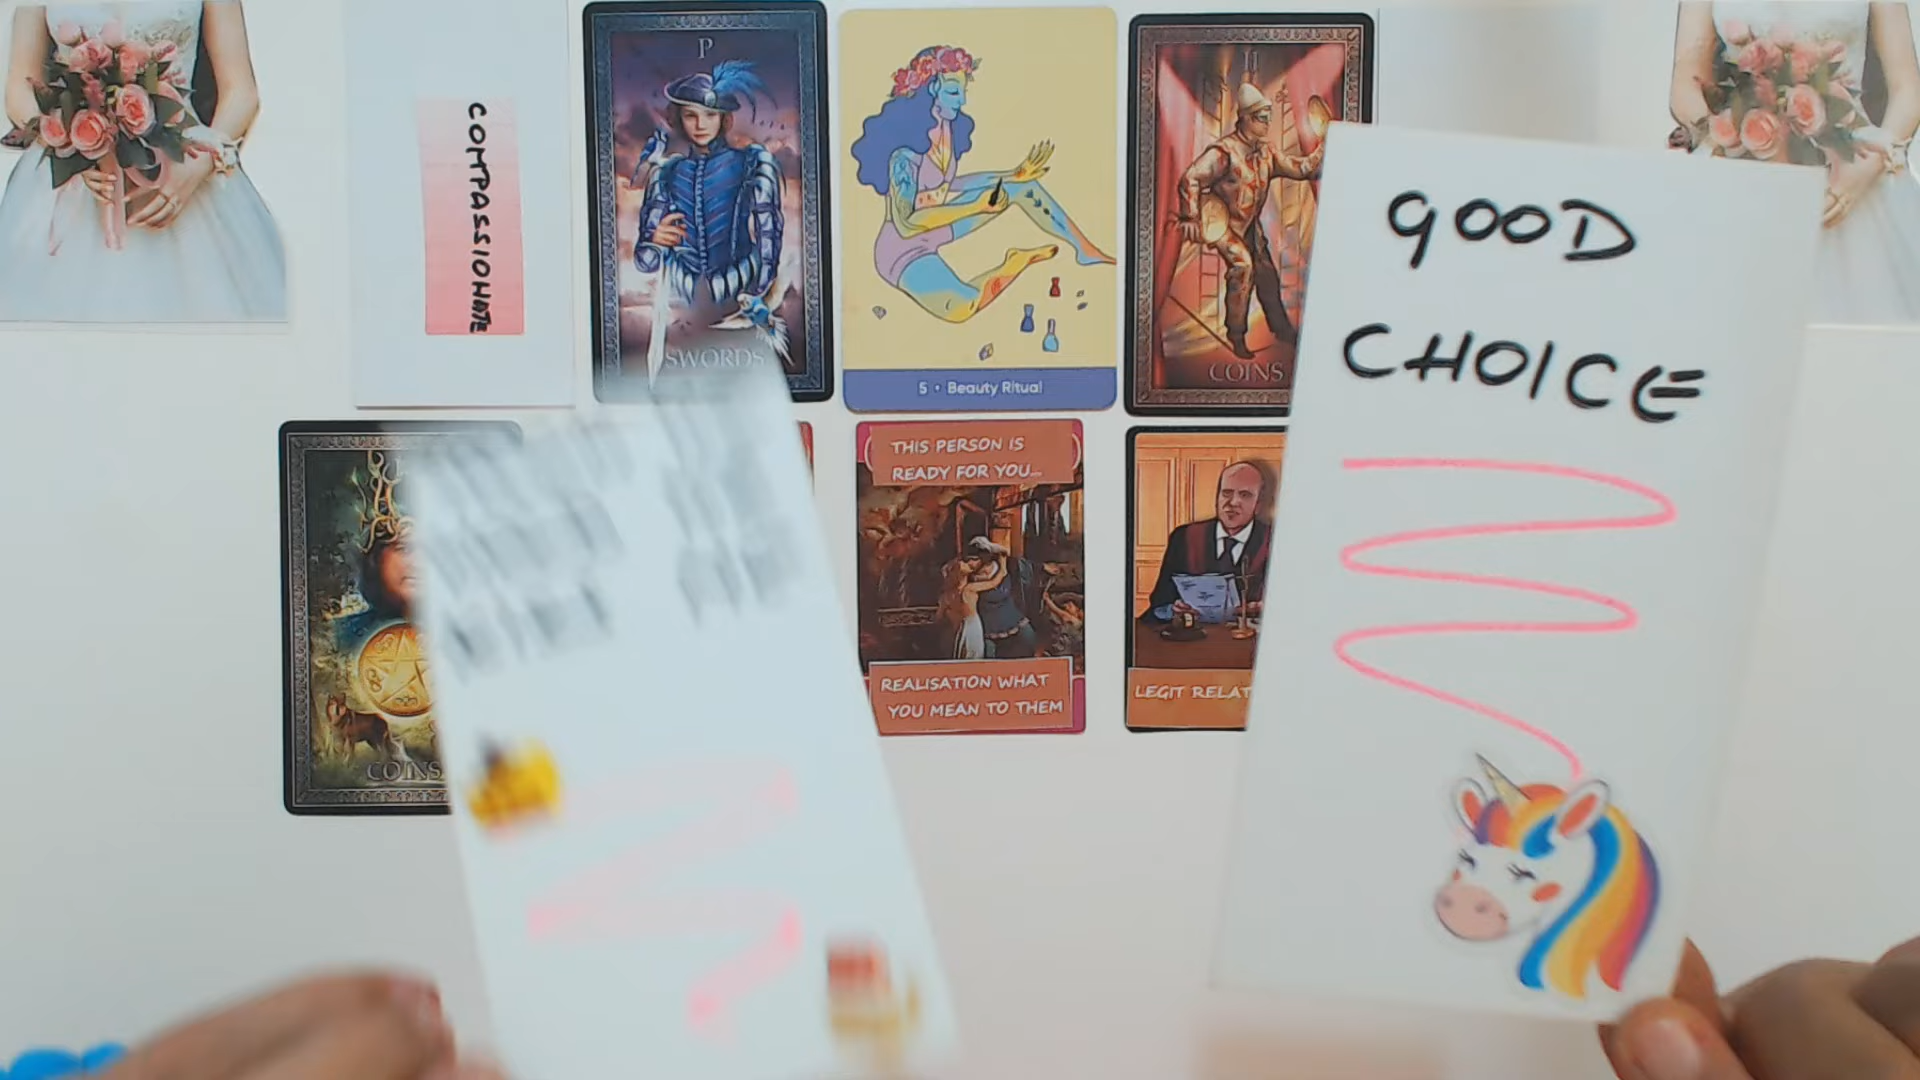 COMPASSIONATE
P
SWORDS
5 • Beauty Ritual
II
COINS
GOOD
CHOICE
COINS
THIS PERSON IS
READY FOR YOU...
REALISATION WHAT
YOU MEAN TO THEM
LEGIT RELAT